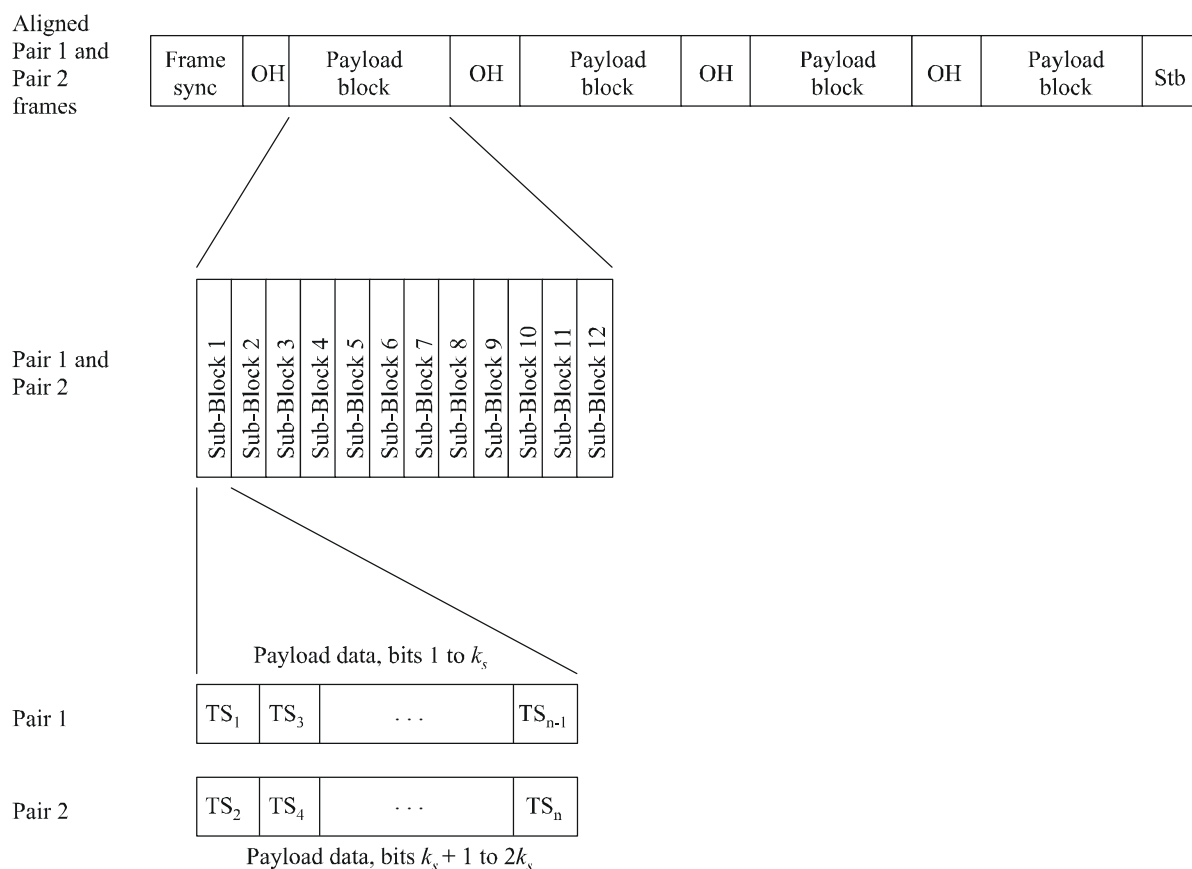 Aligned
Pair 1 and
Pair 2
frames
Frame
sync
OH
Payload
block
OH
Payload
block
OH
Payload
block
OH
Payload
block
Stb
Pair 1 and
Pair 2
Sub-Block 1
Sub-Block 2
Sub-Block 3
Sub-Block 4
Sub-Block 5
Sub-Block 6
Sub-Block 7
Sub-Block 8
Sub-Block 9
Sub-Block 10
Sub-Block 11
Sub-Block 12
Payload data, bits 1 to kₛ
Pair 1
TS₁
TS₃
. . .
TSₙ₋₁
Pair 2
TS₂
TS₄
. . .
TSₙ
Payload data, bits kₛ + 1 to 2kₛ